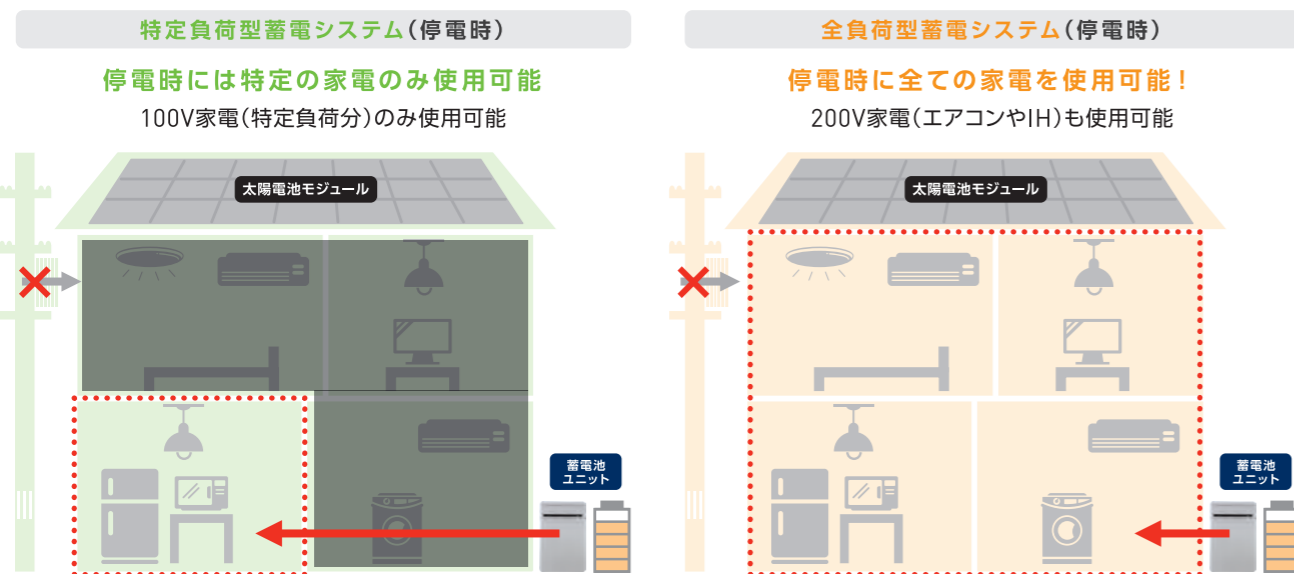 特定負荷型蓄電システム(停電時)
停電時には特定の家電のみ使用可能
100V家電(特定負荷分)のみ使用可能
太陽電池モジュール
蓄電池
ユニット
全負荷型蓄電システム(停電時)
停電時に全ての家電を使用可能!
200V家電(エアコンやIH)も使用可能
太陽電池モジュール
蓄電池
ユニット